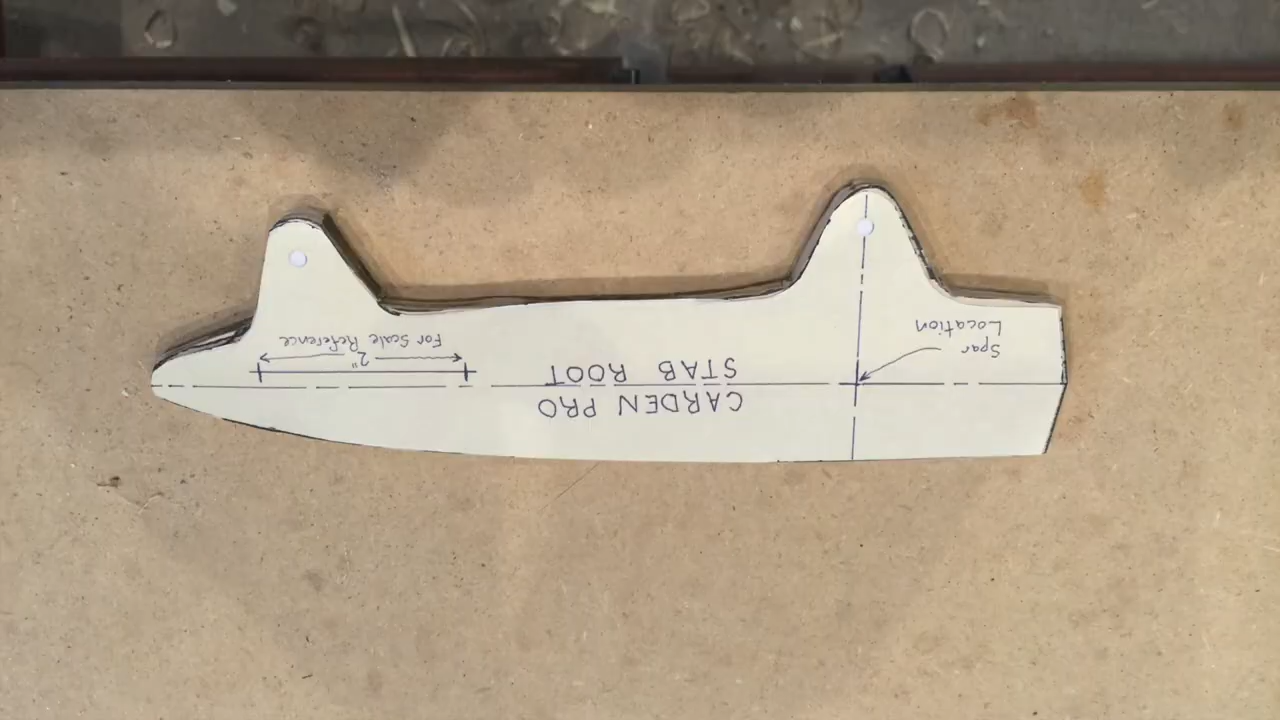 CARDEN PRO
STAB ROOT
Spar
Location
2"
For Scale Reference